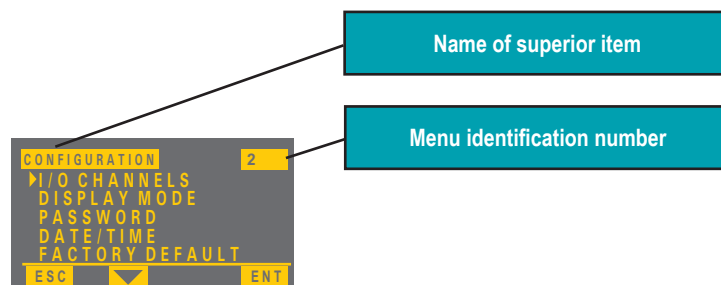 Name of superior item
Menu identification number
CONFIGURATION 2
I/O CHANNELS
DISPLAY MODE
PASSWORD
DATE/TIME
FACTORY DEFAULT
ESC ENT